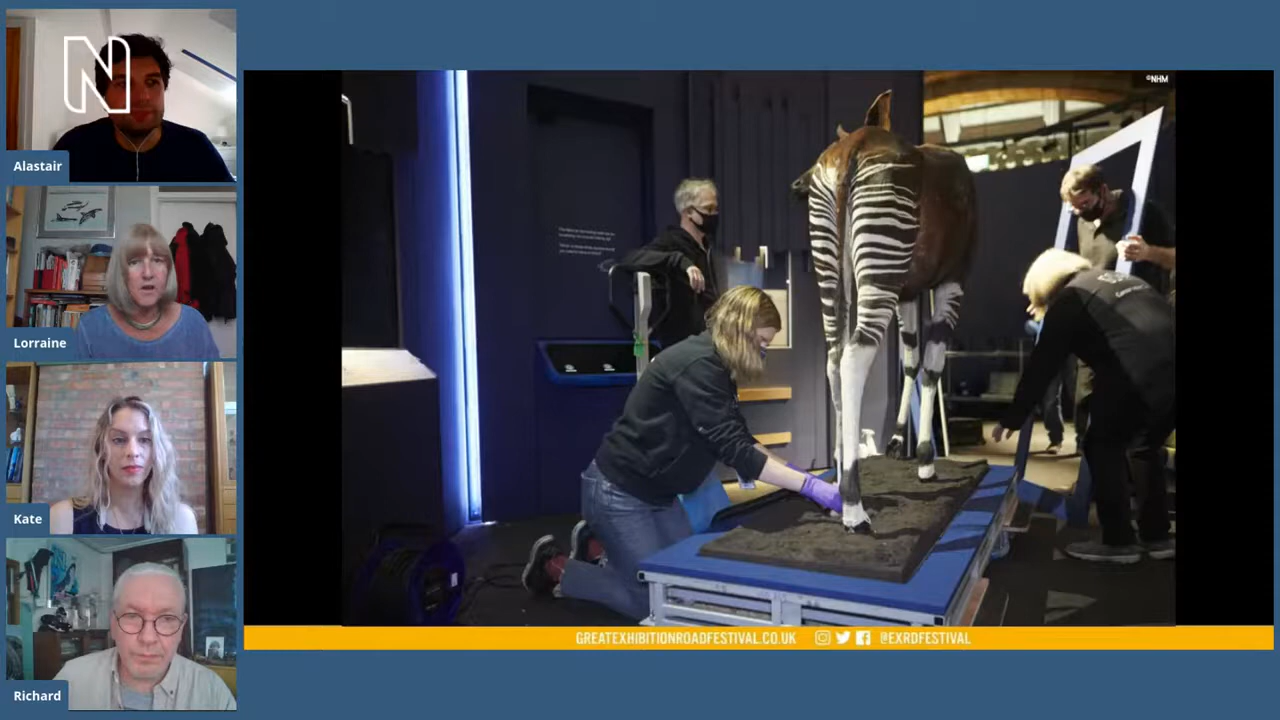 N
Alastair
Lorraine
Kate
Richard
©NHM
GREATEXHIBITIONROADFESTIVAL.CO.UK @EXRDFESTIVAL